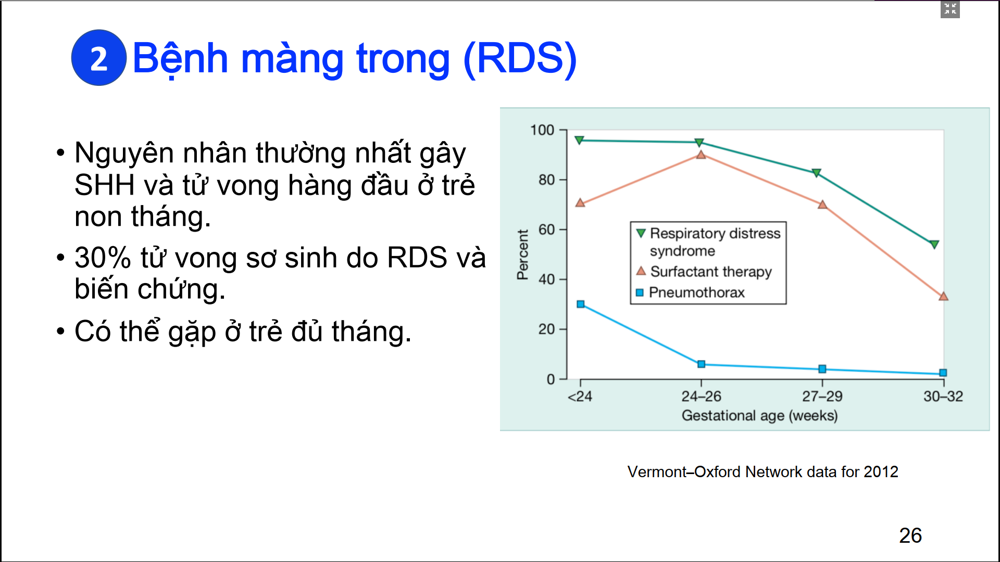 2 Bệnh màng trong (RDS)
• Nguyên nhân thường nhất gây
SHH và tử vong hàng đầu ở trẻ
non tháng.
• 30% tử vong sơ sinh do RDS và
biến chứng.
• Có thể gặp ở trẻ đủ tháng.
100
80
60
40
20
0
Percent
Respiratory distress
syndrome
Surfactant therapy
Pneumothorax
<24 24–26 27–29 30–32
Gestational age (weeks)
Vermont–Oxford Network data for 2012
26